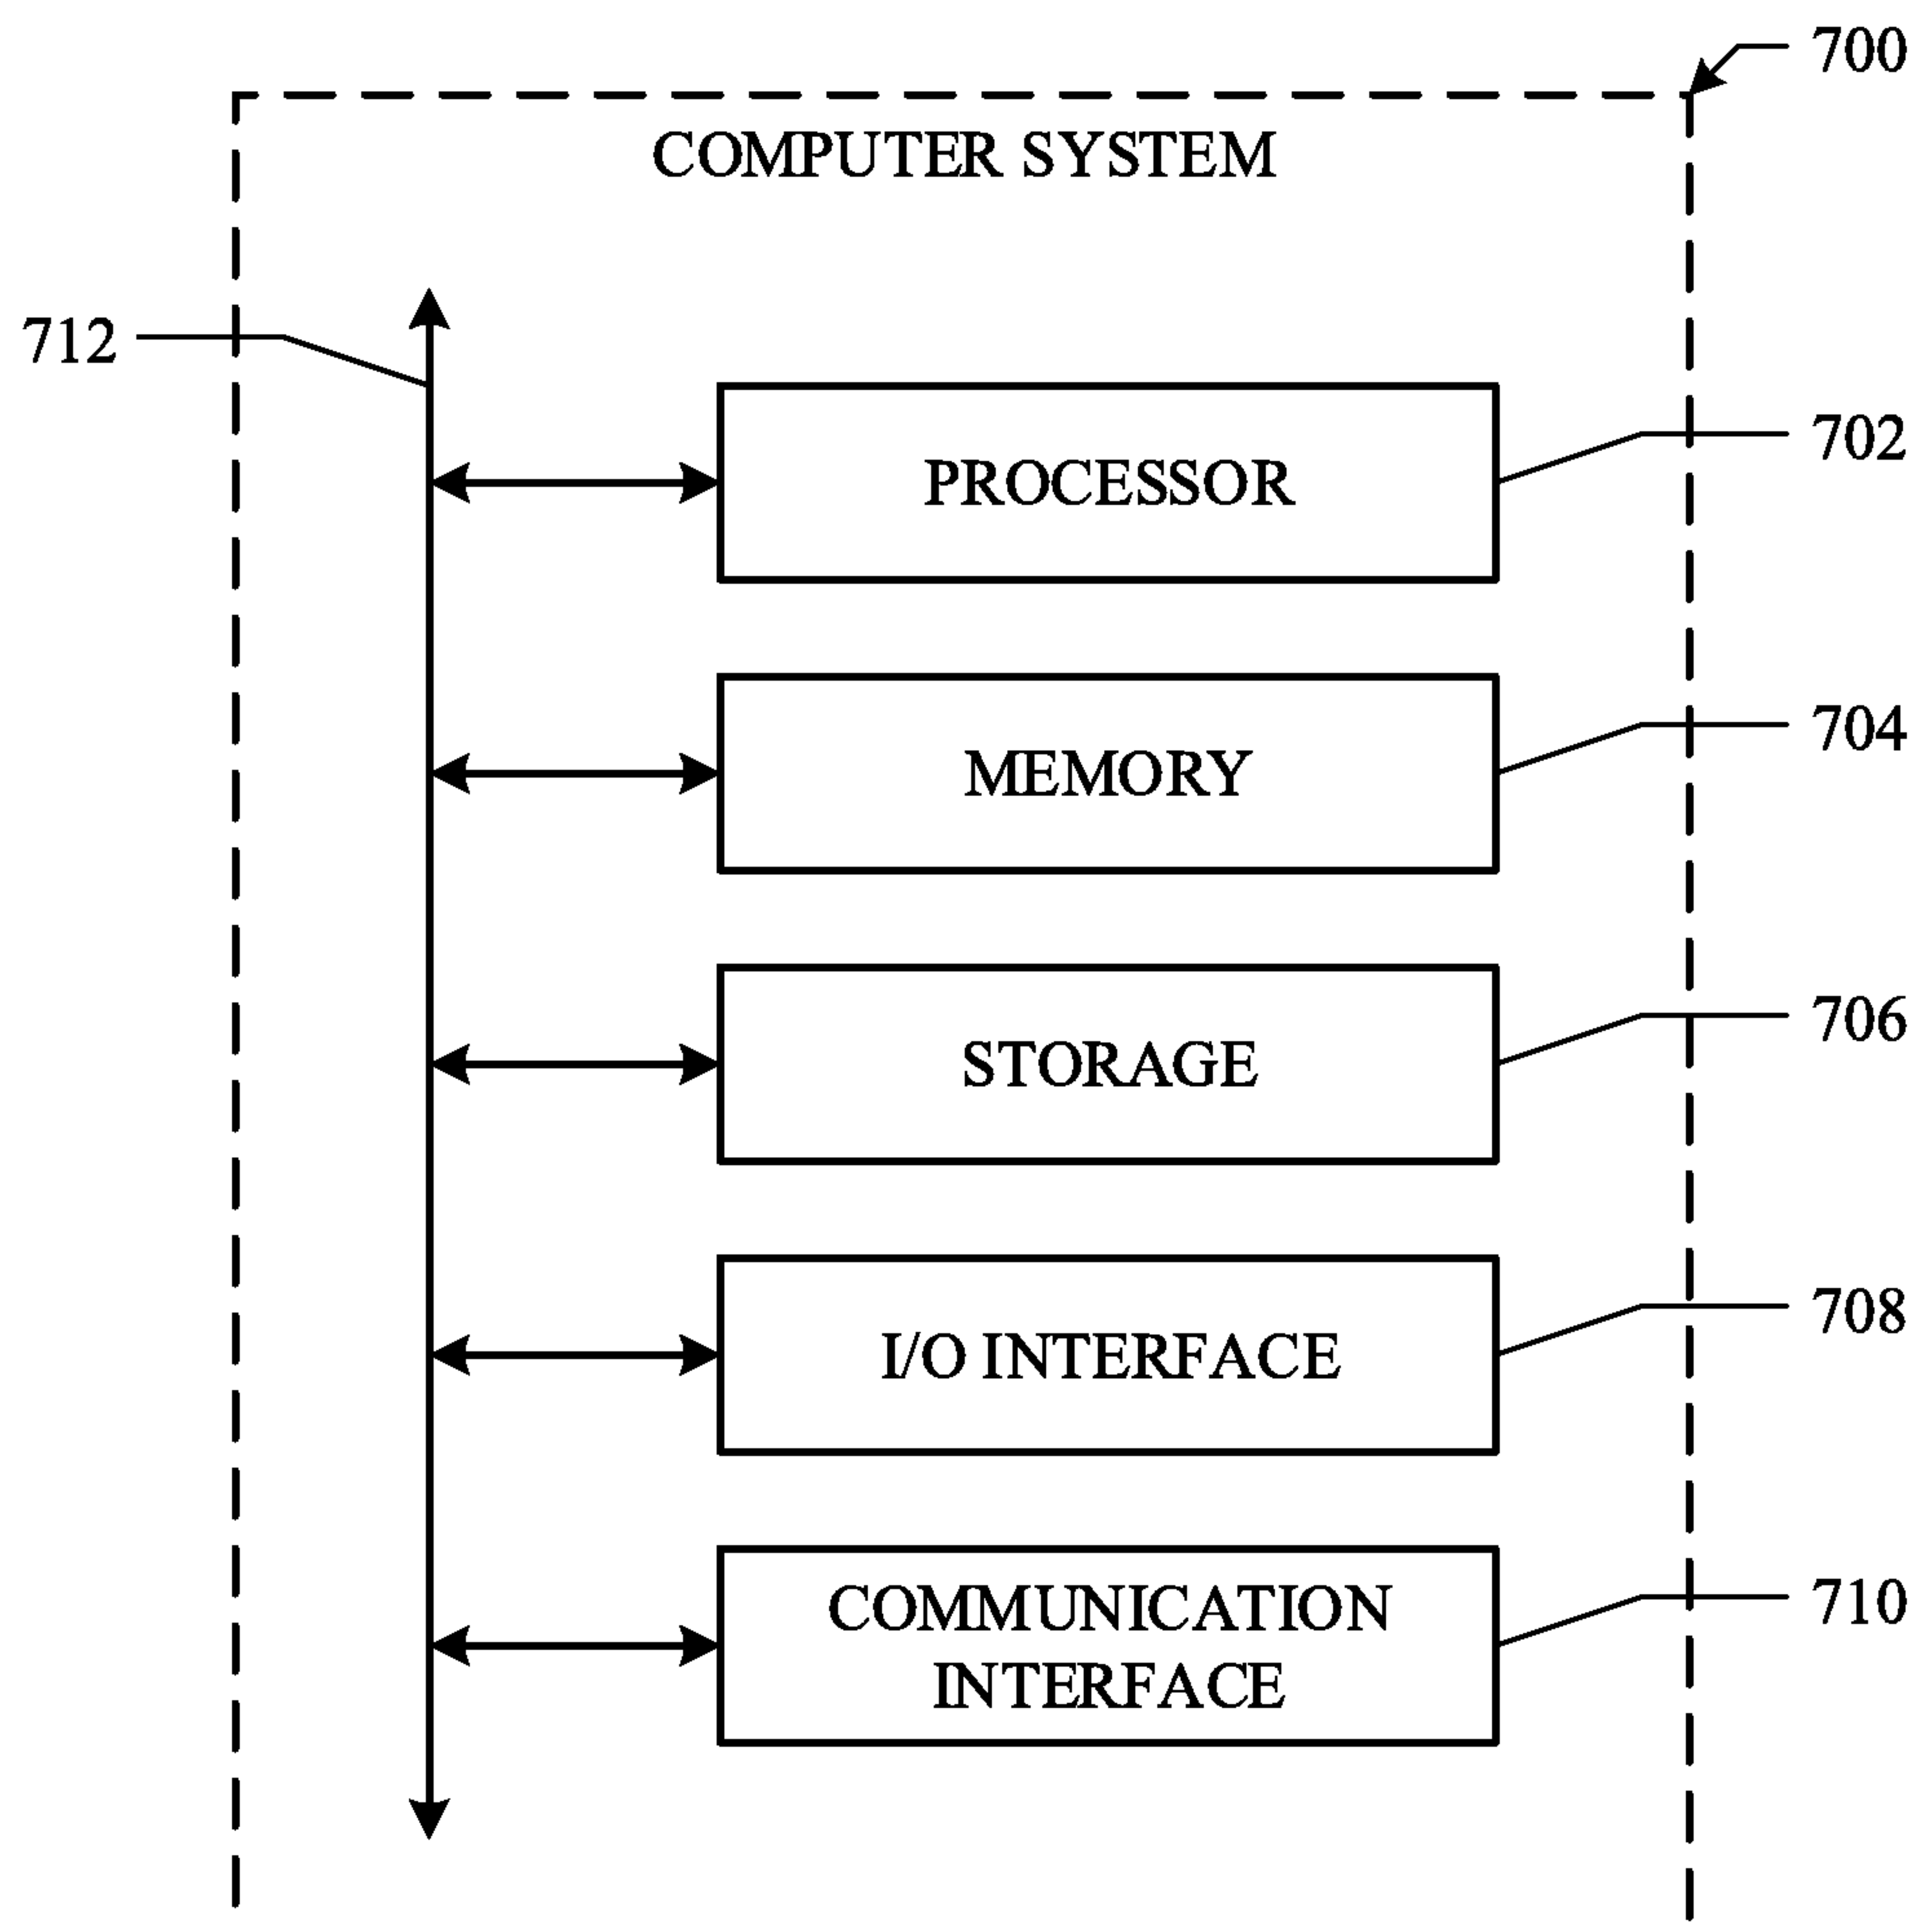 700
COMPUTER SYSTEM
712
PROCESSOR
702
MEMORY
704
STORAGE
706
I/O INTERFACE
708
COMMUNICATION
INTERFACE
710